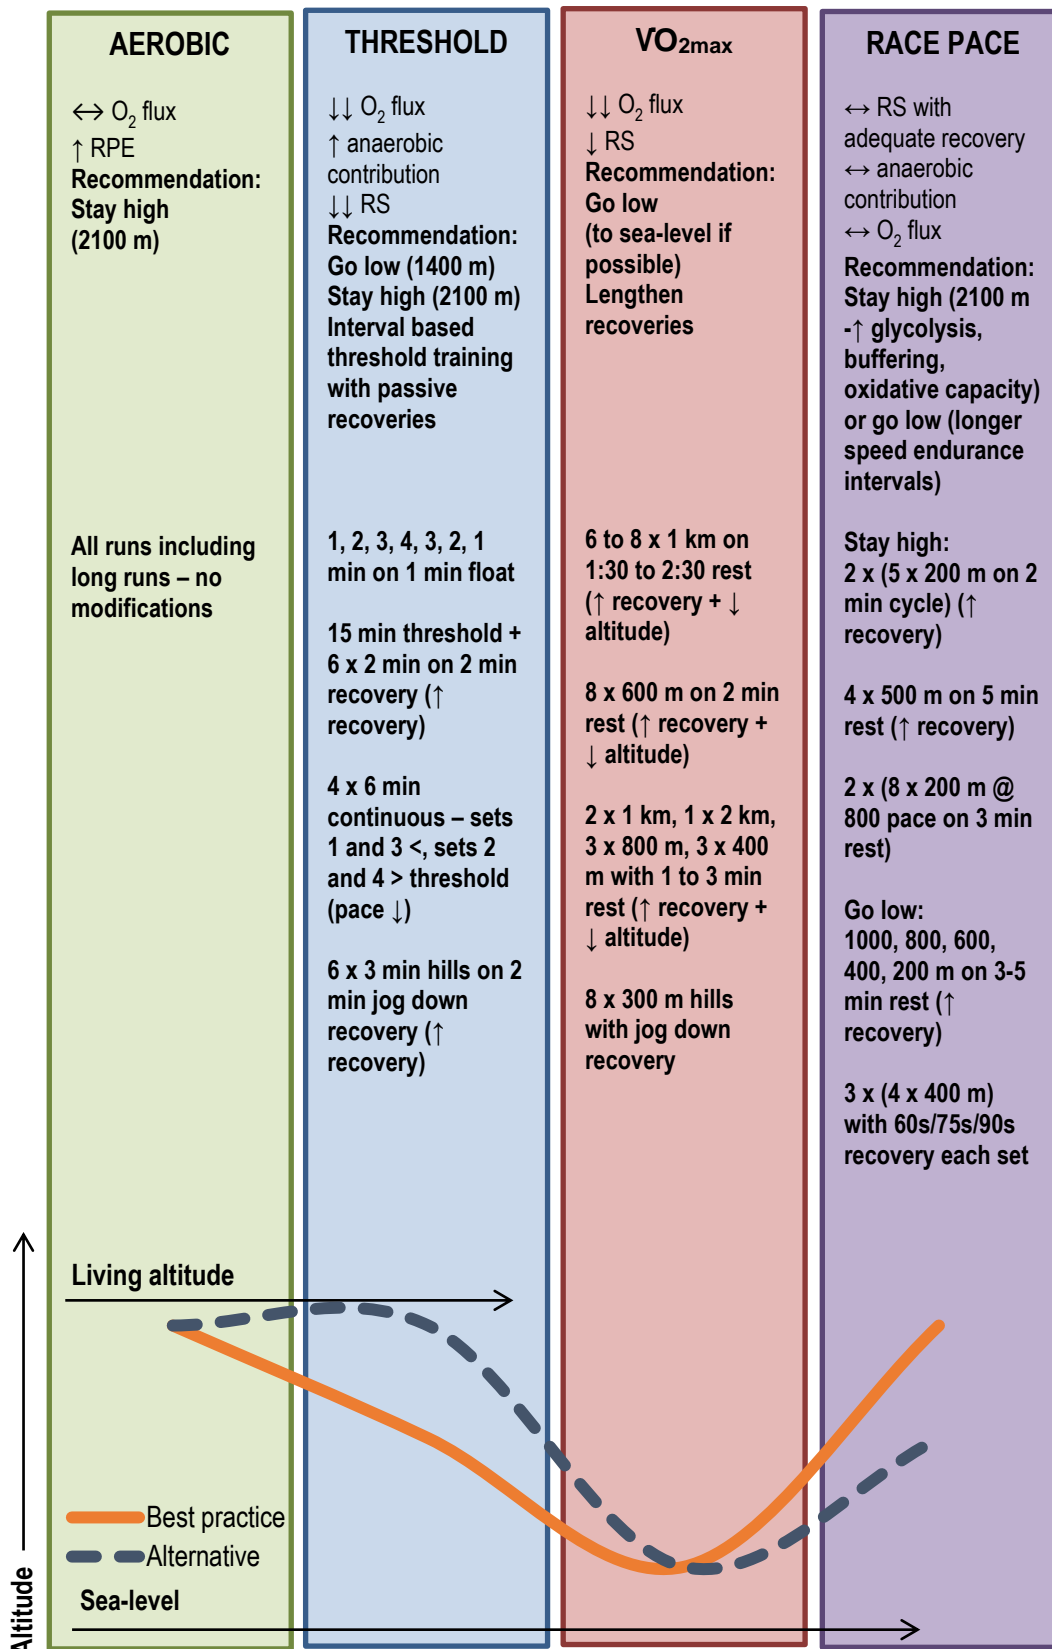 AEROBIC
↔ O2 flux
↑ RPE
Recommendation:
Stay high
(2100 m)
All runs including
long runs – no
modifications
THRESHOLD
↓↓ O2 flux
↑ anaerobic
contribution
↓↓ RS
Recommendation:
Go low (1400 m)
Stay high (2100 m)
Interval based
threshold training
with passive
recoveries
1, 2, 3, 4, 3, 2, 1
min on 1 min float
15 min threshold +
6 x 2 min on 2 min
recovery (↑
recovery)
4 x 6 min
continuous – sets
1 and 3 <, sets 2
and 4 > threshold
(pace ↓)
6 x 3 min hills on 2
min jog down
recovery (↑
recovery)
V̇O2max
↓↓ O2 flux
↓ RS
Recommendation:
Go low
(to sea-level if
possible)
Lengthen
recoveries
6 to 8 x 1 km on
1:30 to 2:30 rest
(↑ recovery + ↓
altitude)
8 x 600 m on 2 min
rest (↑ recovery +
↓ altitude)
2 x 1 km, 1 x 2 km,
3 x 800 m, 3 x 400
m with 1 to 3 min
rest (↑ recovery +
↓ altitude)
8 x 300 m hills
with jog down
recovery
RACE PACE
↔ RS with
adequate recovery
↔ anaerobic
contribution
↔ O2 flux
Recommendation:
Stay high (2100 m
-↑ glycolysis,
buffering,
oxidative capacity)
or go low (longer
speed endurance
intervals)
Stay high:
2 x (5 x 200 m on 2
min cycle) (↑
recovery)
4 x 500 m on 5 min
rest (↑ recovery)
2 x (8 x 200 m @
800 pace on 3 min
rest)
Go low:
1000, 800, 600,
400, 200 m on 3-5
min rest (↑
recovery)
3 x (4 x 400 m)
with 60s/75s/90s
recovery each set
Living altitude
Best practice
Alternative
Sea-level
Altitude